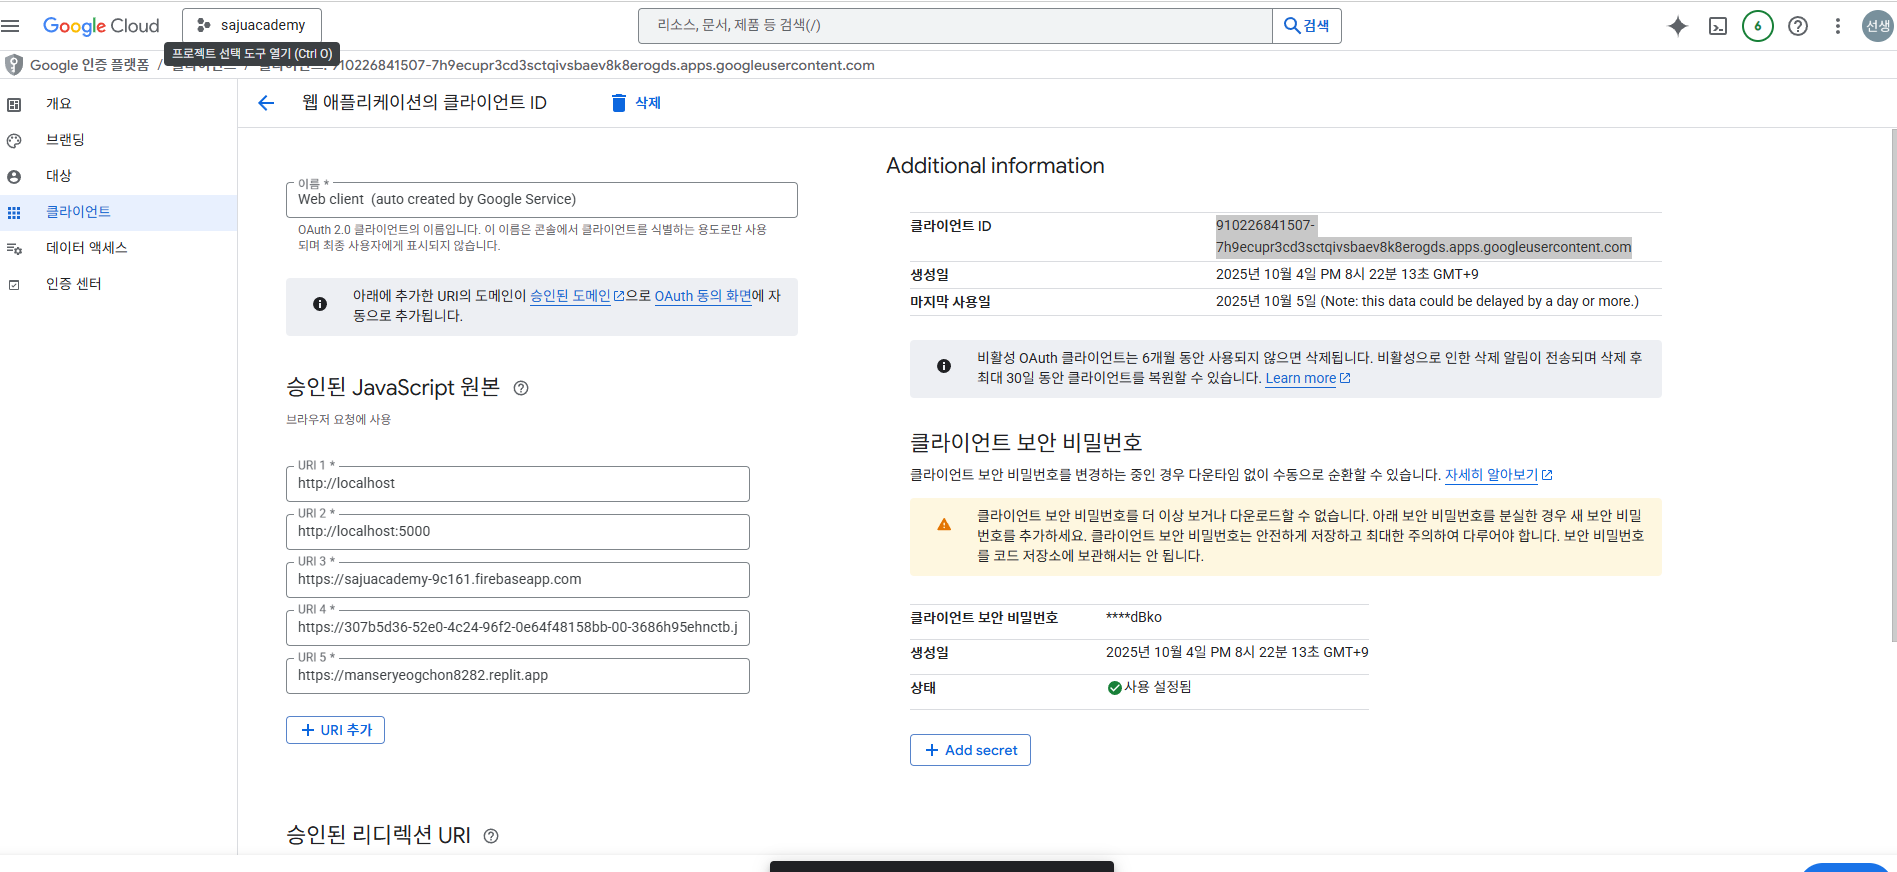 Google Cloud
sajuacademy
리소스, 문서, 제품 등 검색(/)
검색
6
선생
프로젝트 선택 도구 열기 (Ctrl O)
Google 인증 플랫폼 / 클라이언트 / 클라이언트: 910226841507-7h9ecupr3cd3sctqivsbaev8k8erogds.apps.googleusercontent.com
개요
브랜딩
대상
클라이언트
데이터 액세스
인증 센터
웹 애플리케이션의 클라이언트 ID
삭제
이름 *
Web client (auto created by Google Service)
OAuth 2.0 클라이언트의 이름입니다. 이 이름은 콘솔에서 클라이언트를 식별하는 용도로만 사용
되며 최종 사용자에게 표시되지 않습니다.
아래에 추가한 URI의 도메인이 승인된 도메인으로 OAuth 동의 화면에 자
동으로 추가됩니다.
승인된 JavaScript 원본
브라우저 요청에 사용
URI 1 *
http://localhost
URI 2 *
http://localhost:5000
URI 3 *
https://sajuacademy-9c161.firebaseapp.com
URI 4 *
https://307b5d36-52e0-4c24-96f2-0e64f48158bb-00-3686h95ehnctb.j
URI 5 *
https://manseryeogchon8282.replit.app
URI 추가
승인된 리디렉션 URI
Additional information
클라이언트 ID
910226841507-
7h9ecupr3cd3sctqivsbaev8k8erogds.apps.googleusercontent.com
생성일
2025년 10월 4일 PM 8시 22분 13초 GMT+9
마지막 사용일
2025년 10월 5일 (Note: this data could be delayed by a day or more.)
비활성 OAuth 클라이언트는 6개월 동안 사용되지 않으면 삭제됩니다. 비활성으로 인한 삭제 알림이 전송되며 삭제 후
최대 30일 동안 클라이언트를 복원할 수 있습니다. Learn more
클라이언트 보안 비밀번호
클라이언트 보안 비밀번호를 변경하는 중인 경우 다운타임 없이 수동으로 순환할 수 있습니다. 자세히 알아보기
클라이언트 보안 비밀번호를 더 이상 보거나 다운로드할 수 없습니다. 아래 보안 비밀번호를 분실한 경우 새 보안 비밀
번호를 추가하세요. 클라이언트 보안 비밀번호는 안전하게 저장하고 최대한 주의하여 다루어야 합니다. 보안 비밀번호
를 코드 저장소에 보관해서는 안 됩니다.
클라이언트 보안 비밀번호
****dBko
생성일
2025년 10월 4일 PM 8시 22분 13초 GMT+9
상태
사용 설정됨
Add secret